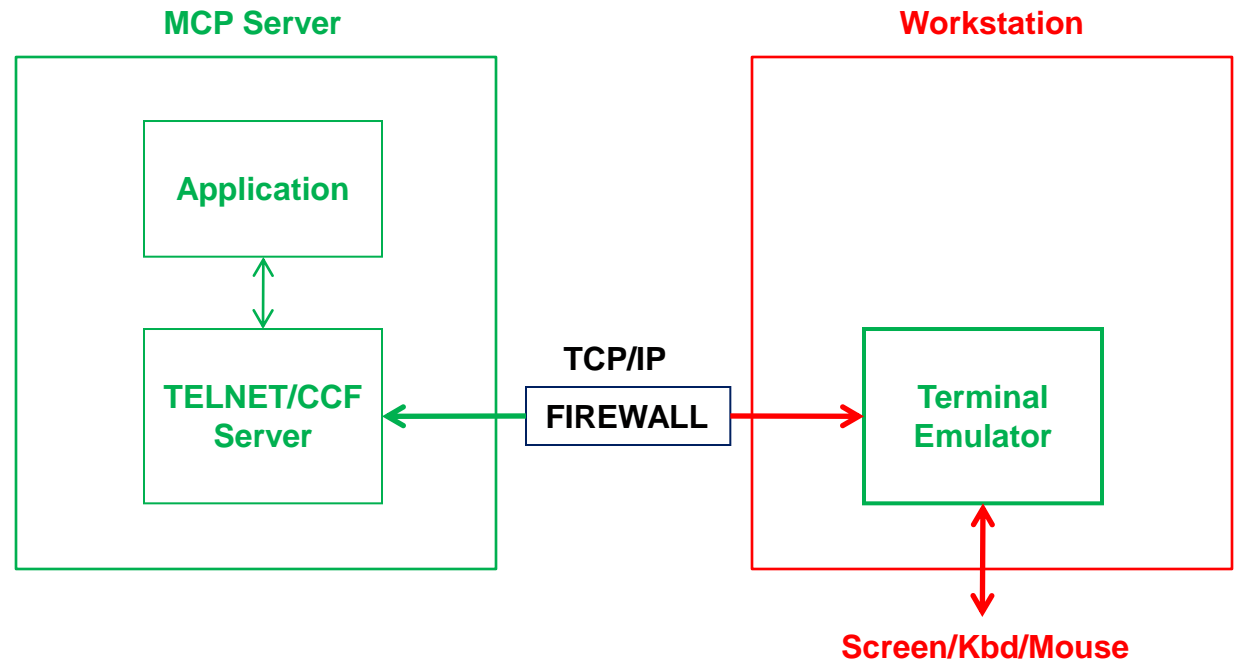 MCP Server
Workstation
Application
TELNET/CCF
Server
TCP/IP
FIREWALL
Terminal
Emulator
Screen/Kbd/Mouse